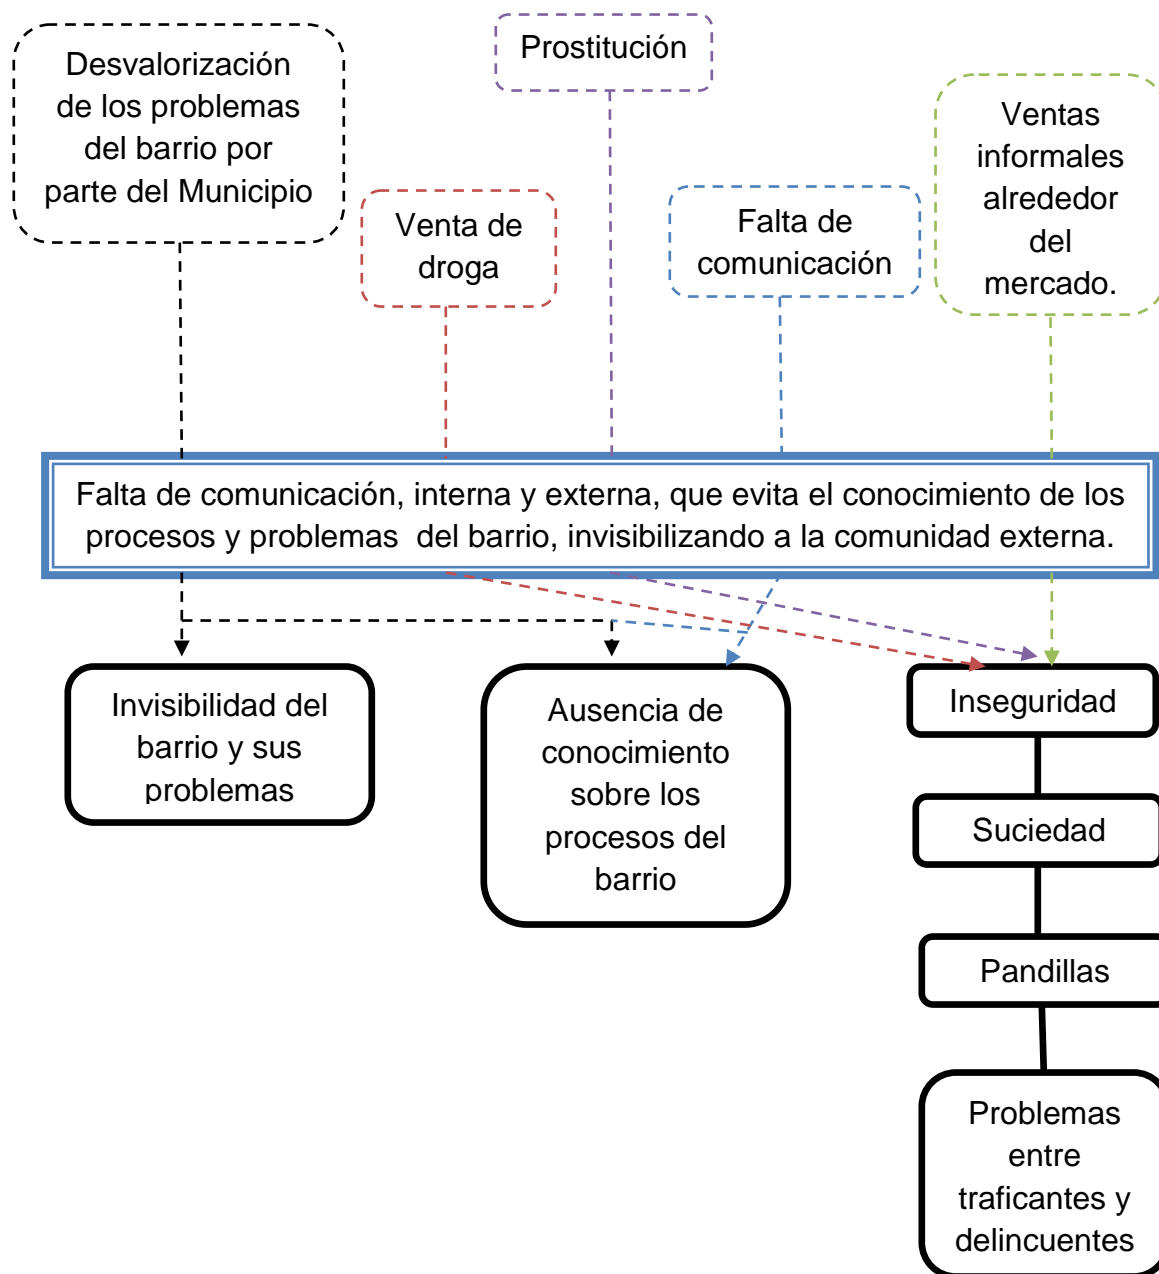 Desvalorización
de los problemas
del barrio por
parte del Municipio
Prostitución
Venta de
droga
Falta de
comunicación
Ventas
informales
alrededor
del
mercado.
Falta de comunicación, interna y externa, que evita el conocimiento de los
procesos y problemas  del barrio, invisibilizando a la comunidad externa.
Invisibilidad del
barrio y sus
problemas
Ausencia de
conocimiento
sobre los
procesos del
barrio
Inseguridad
Suciedad
Pandillas
Problemas
entre
traficantes y
delincuentes